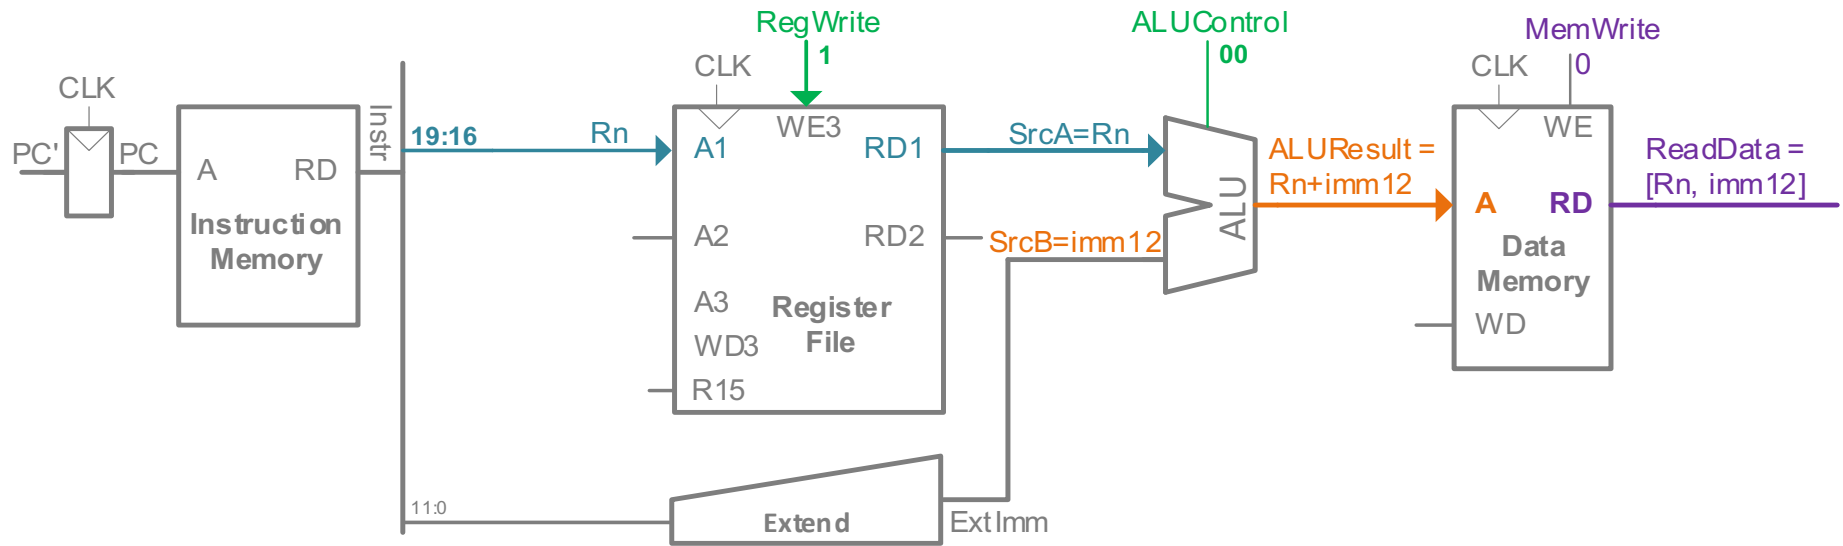 RegWrite
1
ALUControl
00
MemWrite
0
CLK
CLK
CLK
PC'
PC
A
RD
Instruction
Memory
Instr
19:16
Rn
A1
WE3
RD1
A2
RD2
A3
WD3
R15
Register
File
SrcA=Rn
SrcB=imm12
ALU
ALUResult =
Rn+imm12
WE
A
RD
Data
Memory
WD
ReadData =
[Rn, imm12]
11:0
Extend
ExtImm